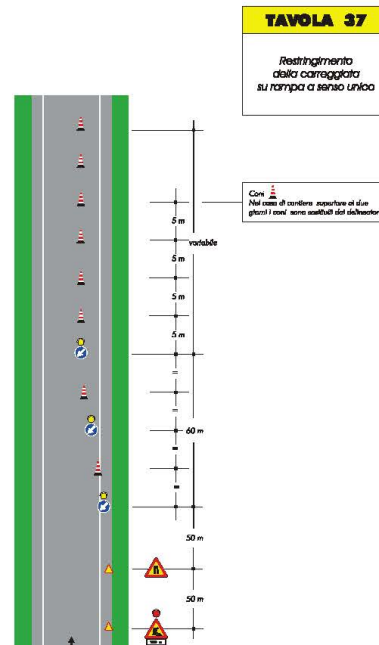 TAVOLA 37
Restringimento
della carreggiata
su rampa a senso unico
Coni
Nel caso di cantiere superiore ai due
giorni i coni sono sostituiti dai delineatori
5 m
variabile
5 m
5 m
5 m
60 m
50 m
50 m